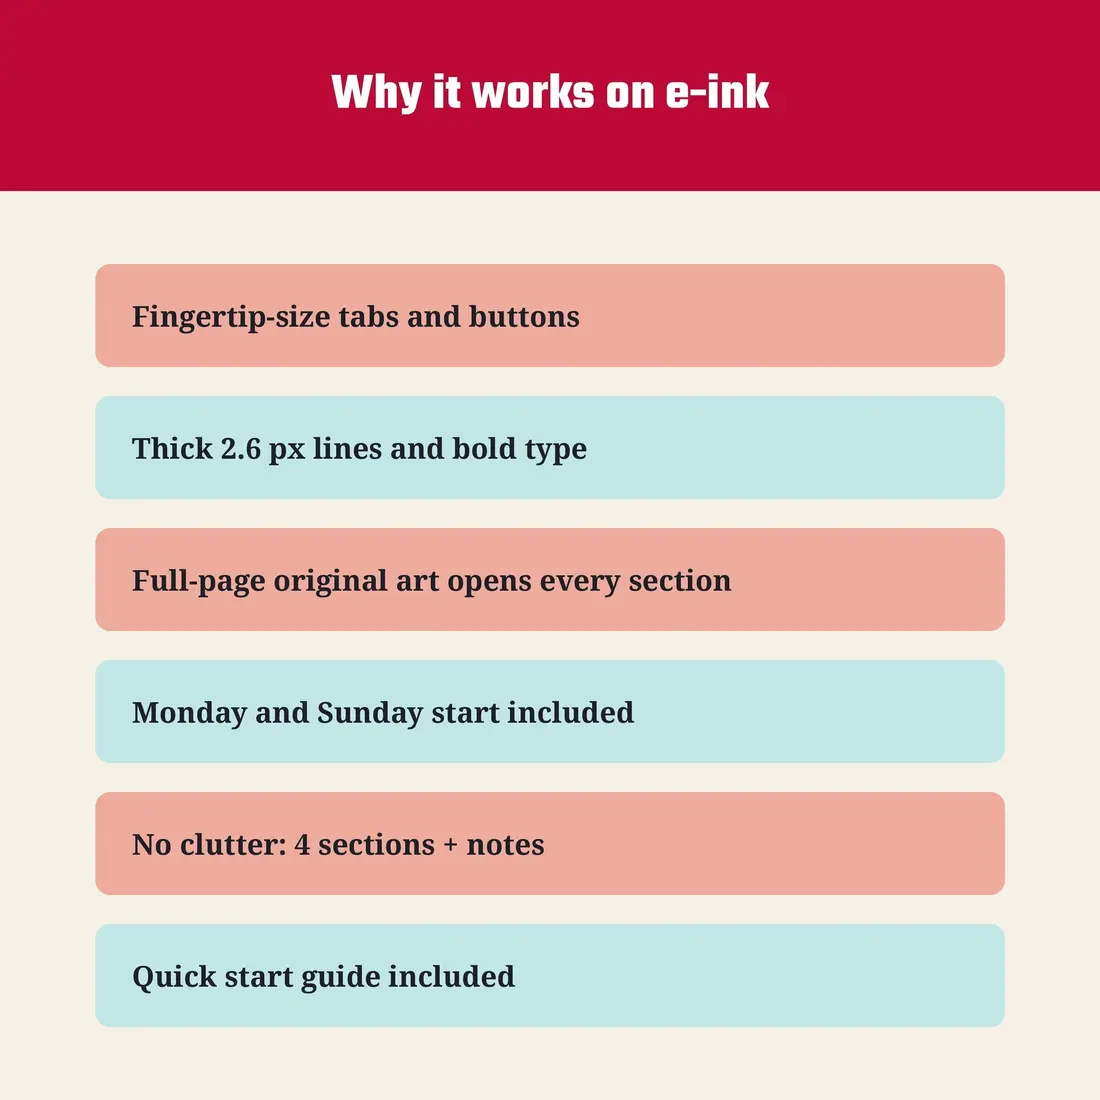 Why it works on e-ink
Fingertip-size tabs and buttons
Thick 2.6 px lines and bold type
Full-page original art opens every section
Monday and Sunday start included
No clutter: 4 sections + notes
Quick start guide included